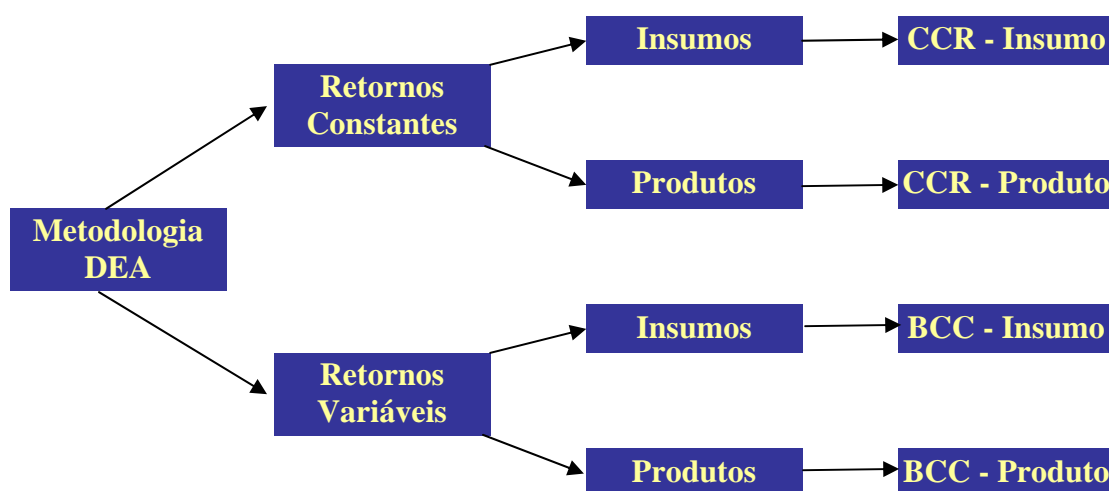 Insumos
CCR - Insumo
Retornos
Constantes
Produtos
CCR - Produto
Metodologia
DEA
Insumos
BCC - Insumo
Retornos
Variáveis
Produtos
BCC - Produto